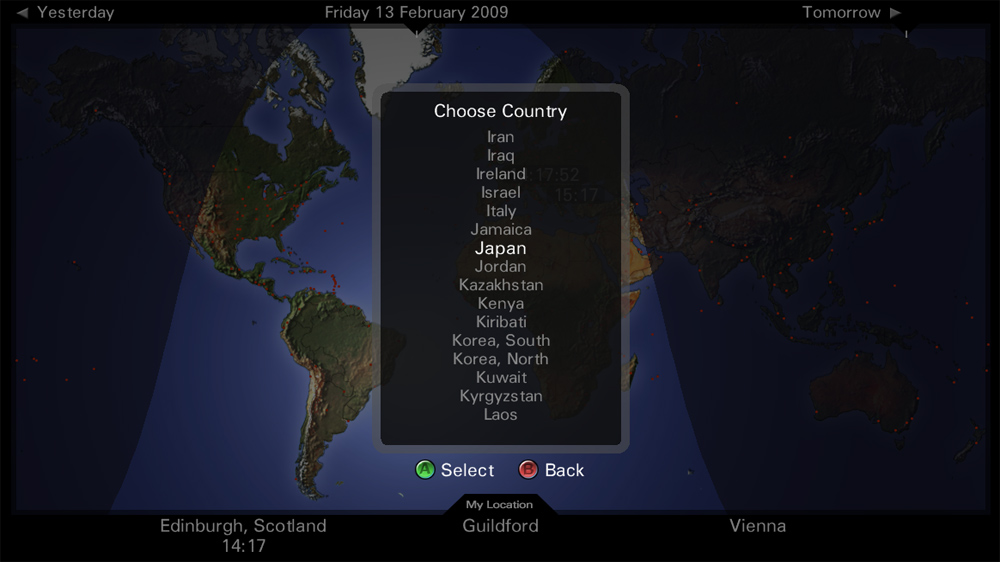 Yesterday
Friday 13 February 2009
Tomorrow
Choose Country
Iran
Iraq
Ireland
:17:52
Israel
15:17
Italy
Jamaica
Japan
Jordan
Kazakhstan
Kenya
Kiribati
Korea, South
Korea, North
Kuwait
Kyrgyzstan
Laos
A Select
B Back
My Location
Edinburgh, Scotland
Guildford
Vienna
14:17